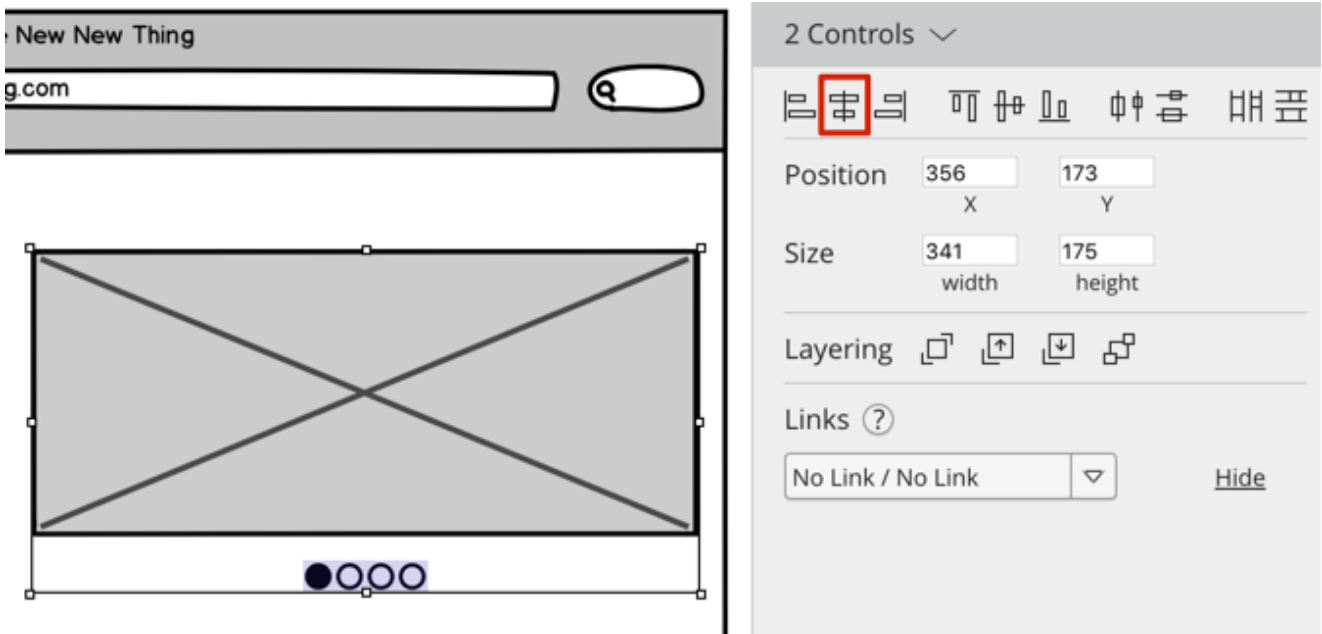 New New Thing
g.com
2 Controls
Position 356 173
X Y
Size 341 175
width height
Layering
Links ?
No Link / No Link Hide